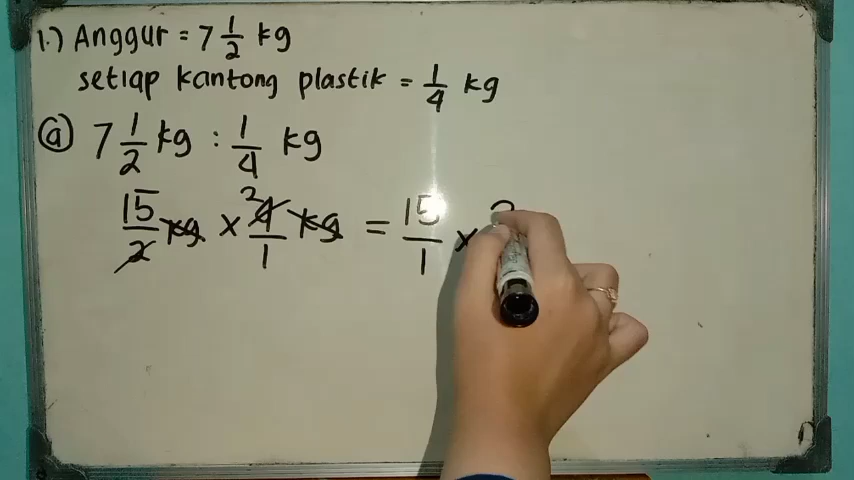 1.) Anggur = 7 1/2 kg
setiap kantong plastik = 1/4 kg
(a) 7 1/2 kg : 1/4 kg
15/2 kg x 2 4/1 kg = 15/1 x